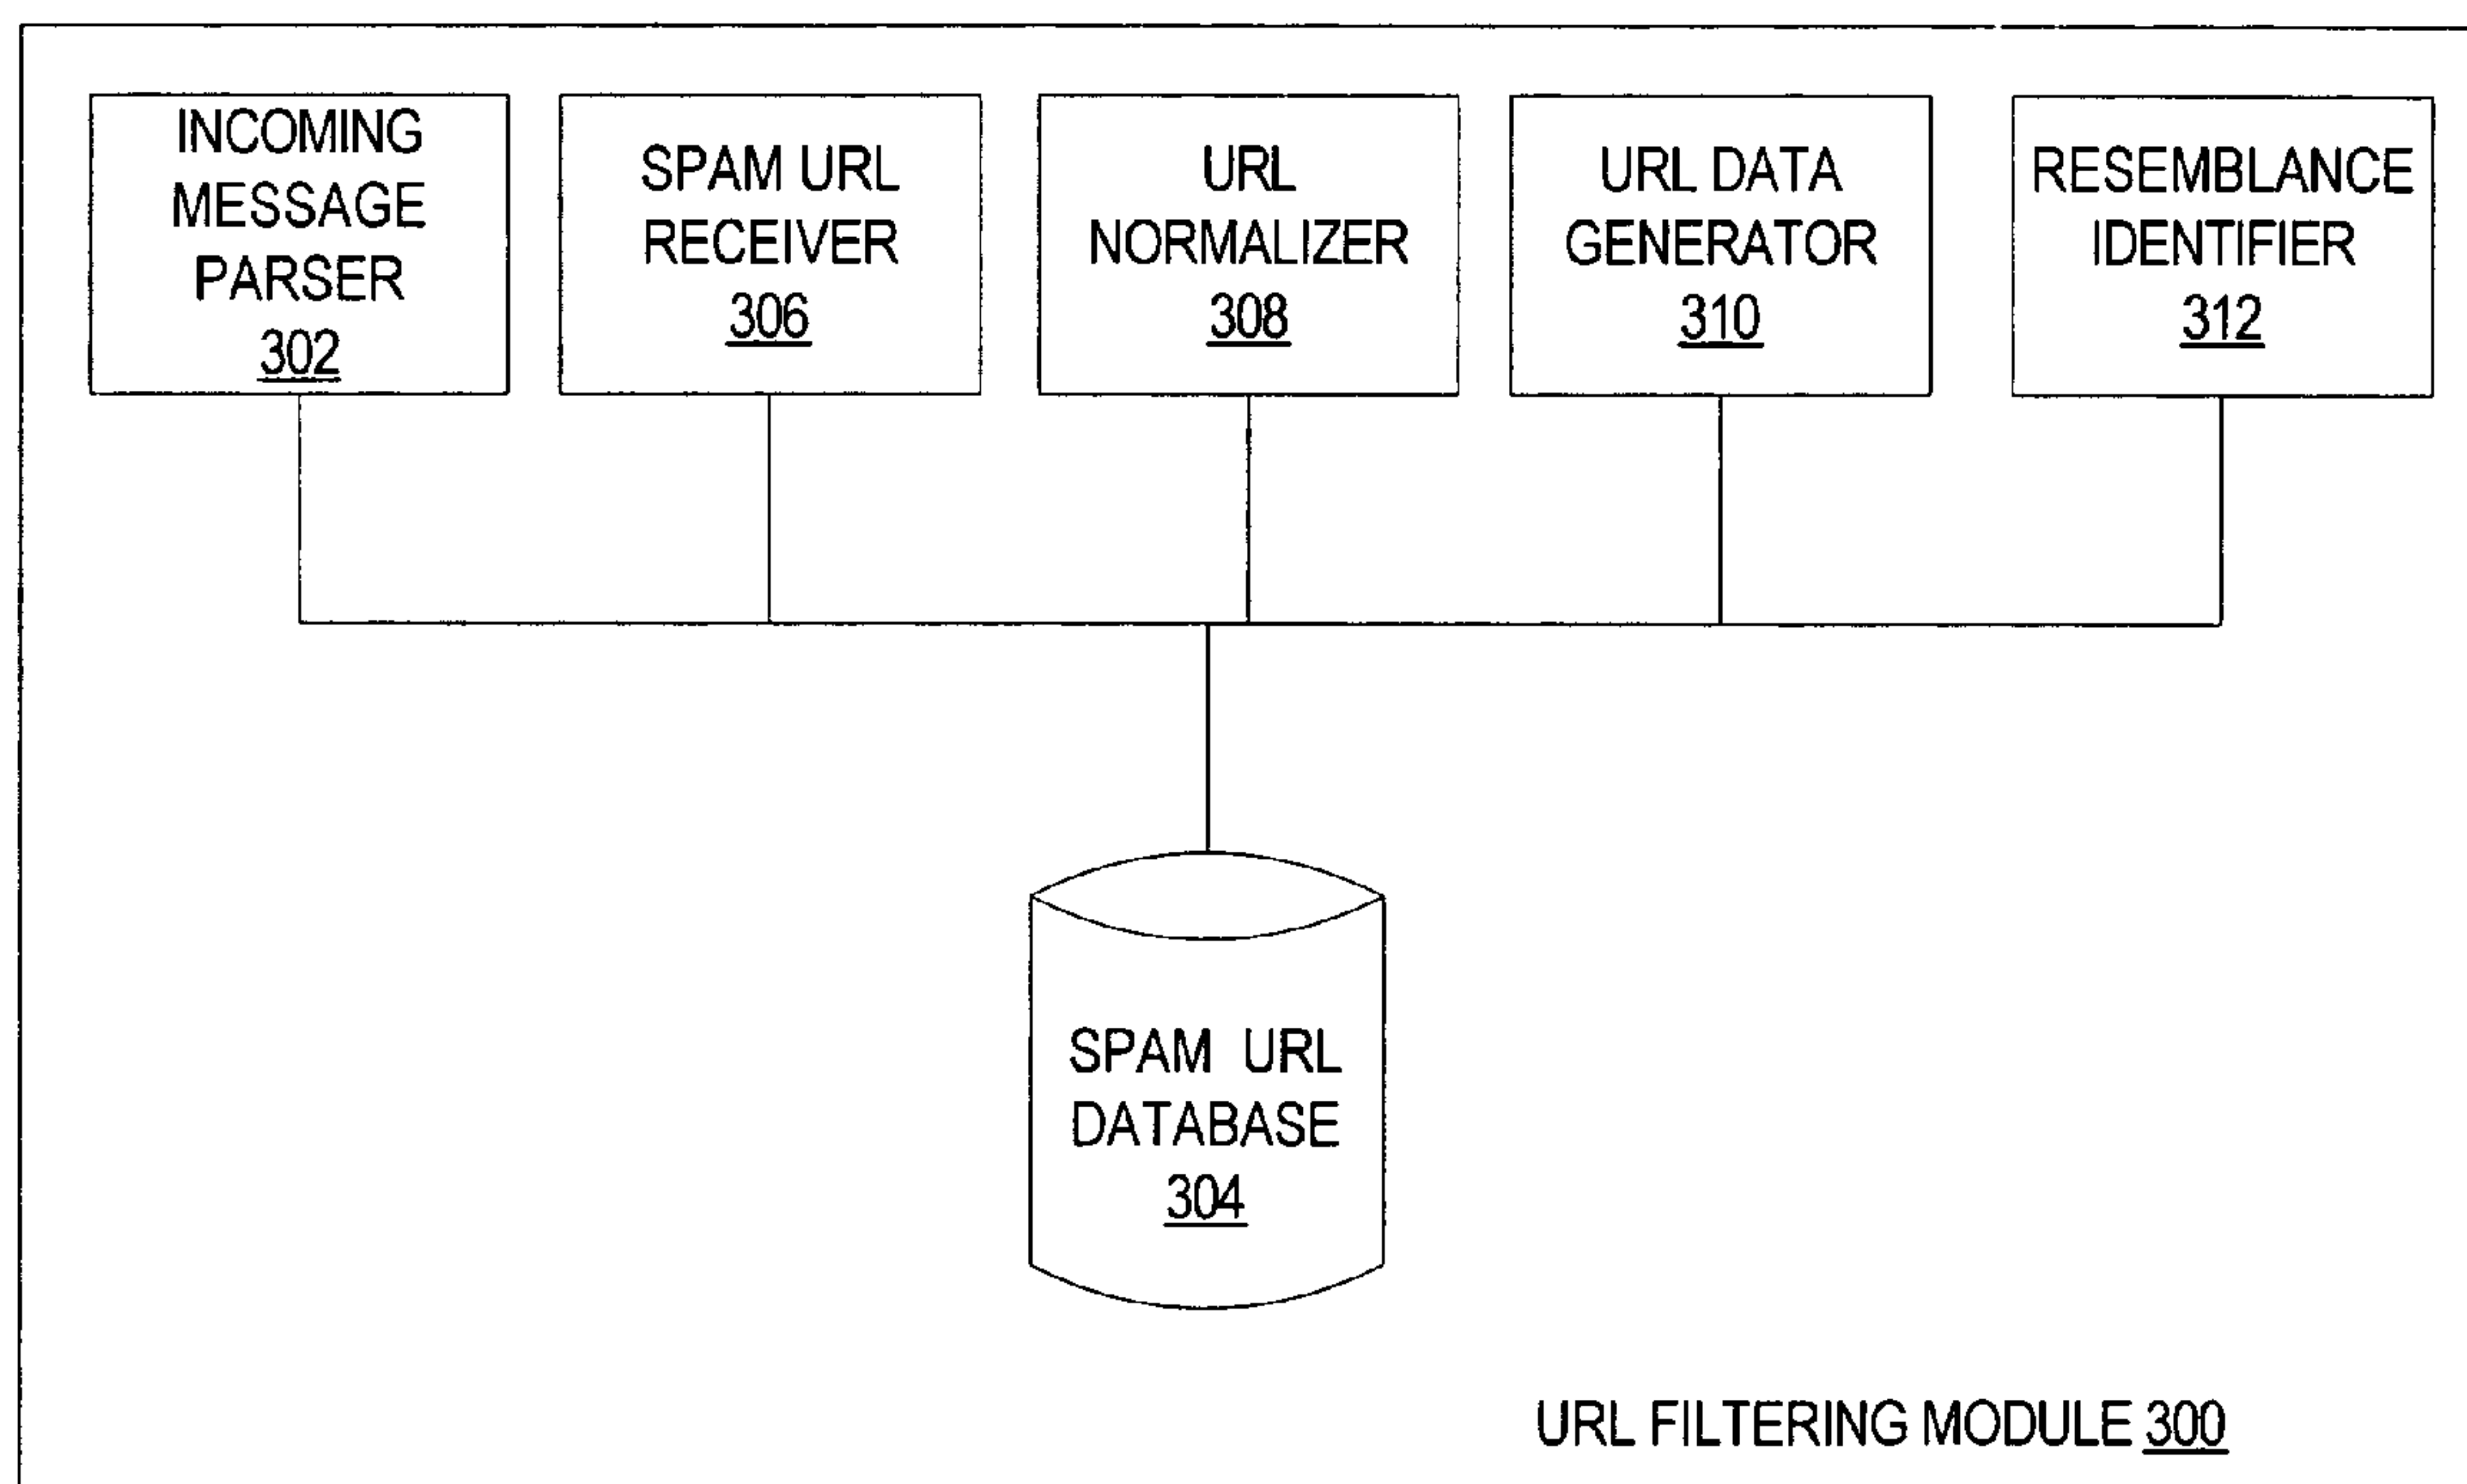 INCOMING
MESSAGE
PARSER
302
SPAM URL
RECEIVER
306
URL
NORMALIZER
308
URL DATA
GENERATOR
310
RESEMBLANCE
IDENTIFIER
312
SPAM URL
DATABASE
304
URL FILTERING MODULE 300